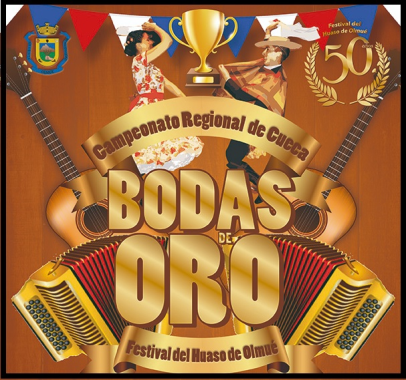 Festival del
Huaso de Olmué
50
Campeonato Regional de Cueca
BODAS
DE
ORO
Festival del Huaso de Olmué